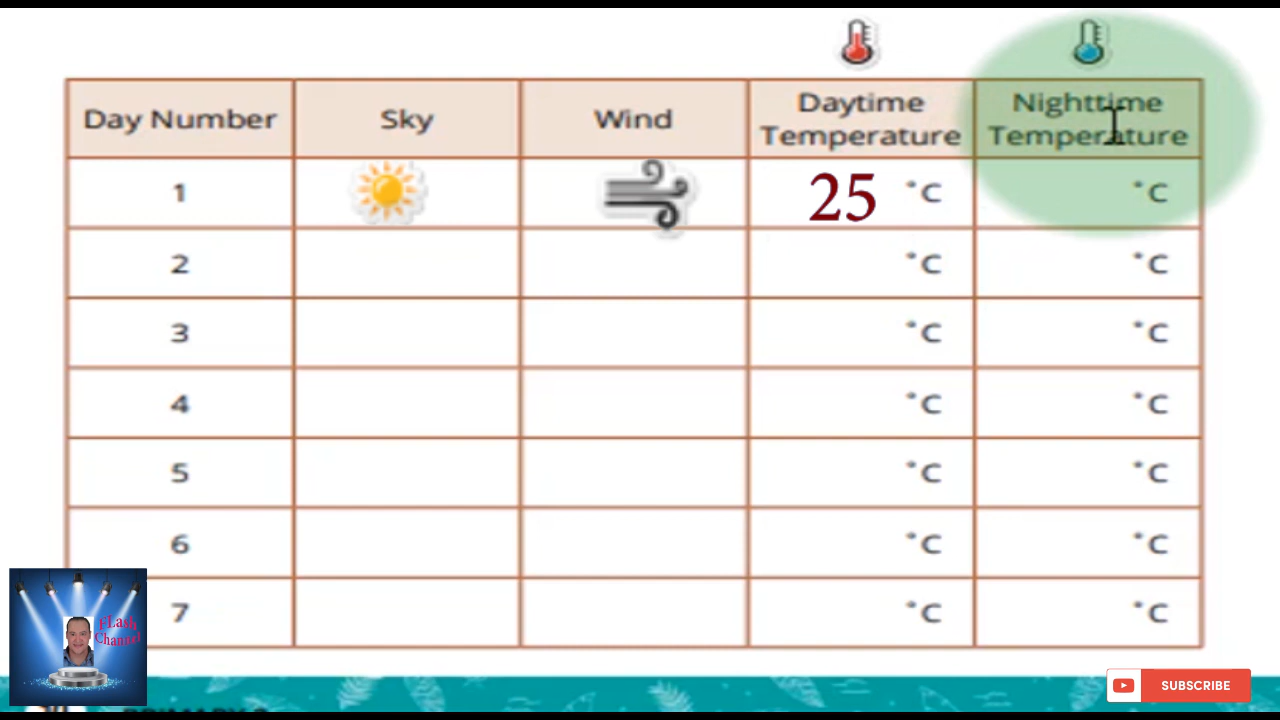 Day Number Sky Wind Daytime Temperature Nighttime Temperature
1 25 °C °C
2 °C °C
3 °C °C
4 °C °C
5 °C °C
6 °C °C
7 °C °C
FLash
Channel
SUBSCRIBE